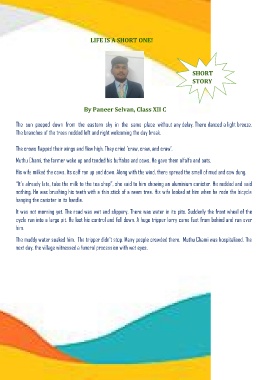 LIFE IS A SHORT ONE!
SHORT
STORY
By Paneer Selvan, Class XII C
The sun peeped down from the eastern sky in the same place without any delay. There danced a light breeze.
The branches of the trees nodded left and right welcoming the day break.
The crows flapped their wings and flew high. They cried 'craw, craw, and craw'.
Muthu Chami, the farmer woke up and tended his buffalos and cows. He gave them alfalfa and oats.
His wife milked the cows. Its calf ran up and down. Along with the wind, there spread the smell of mud and cow dung.
"It's already late, take the milk to the tea shop", she said to him showing an aluminum canister. He nodded and said
nothing. He was brushing his teeth with a thin stick of a neem tree. His wife looked at him when he rode the bicycle
hanging the canister in its handle.
It was not morning yet. The road was wet and slippery. There was water in its pits. Suddenly the front wheel of the
cycle ran into a large pit. He lost his control and fell down. A huge tripper lorry came fast from behind and ran over
him.
The muddy water soaked him. The tripper didn't stop. Many people crowded there. Muthu Chami was hospitalized. The
next day, the village witnessed a funeral procession with wet eyes.